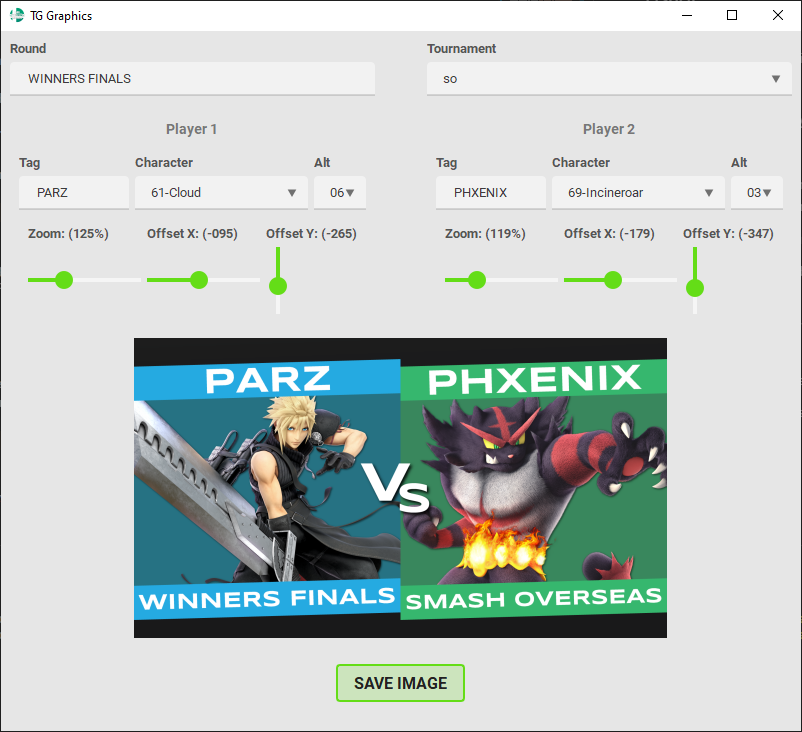 TG Graphics
Round
Tournament
WINNERS FINALS
so
Player 1
Player 2
Tag
Character
Alt
Tag
Character
Alt
PARZ
61-Cloud
06
PHXENIX
69-Incineroar
03
Zoom: (125%)
Offset X: (-095)
Offset Y: (-265)
Zoom: (119%)
Offset X: (-179)
Offset Y: (-347)
PARZ
PHXENIX
Vs
WINNERS FINALS
SMASH OVERSEAS
SAVE IMAGE